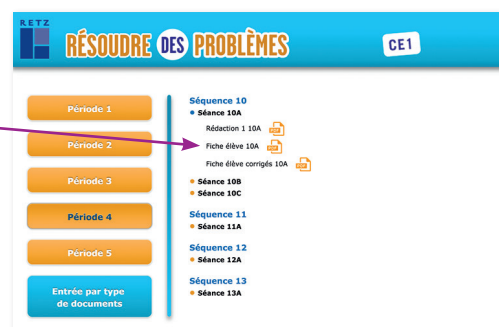 RETZ
RÉSOUDRE DES PROBLÈMES
CE1
Période 1
Période 2
Période 3
Période 4
Période 5
Entrée par type
de documents
Séquence 10
Séance 10A
Rédaction 1 10A PDF
Fiche élève 10A PDF
Fiche élève corrigés 10A PDF
Séance 10B
Séance 10C
Séquence 11
Séance 11A
Séquence 12
Séance 12A
Séquence 13
Séance 13A